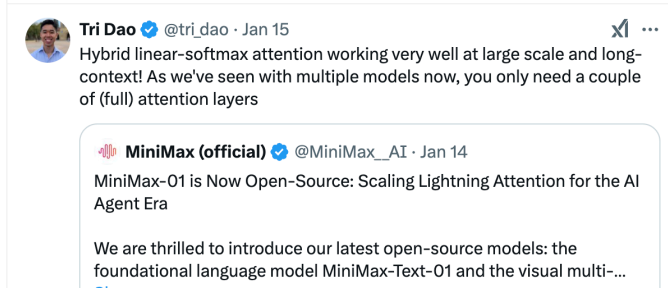 Tri Dao @tri_dao · Jan 15
Hybrid linear-softmax attention working very well at large scale and long-
context! As we've seen with multiple models now, you only need a couple
of (full) attention layers
MiniMax (official) @MiniMax__AI · Jan 14
MiniMax-01 is Now Open-Source: Scaling Lightning Attention for the AI
Agent Era
We are thrilled to introduce our latest open-source models: the
foundational language model MiniMax-Text-01 and the visual multi-...